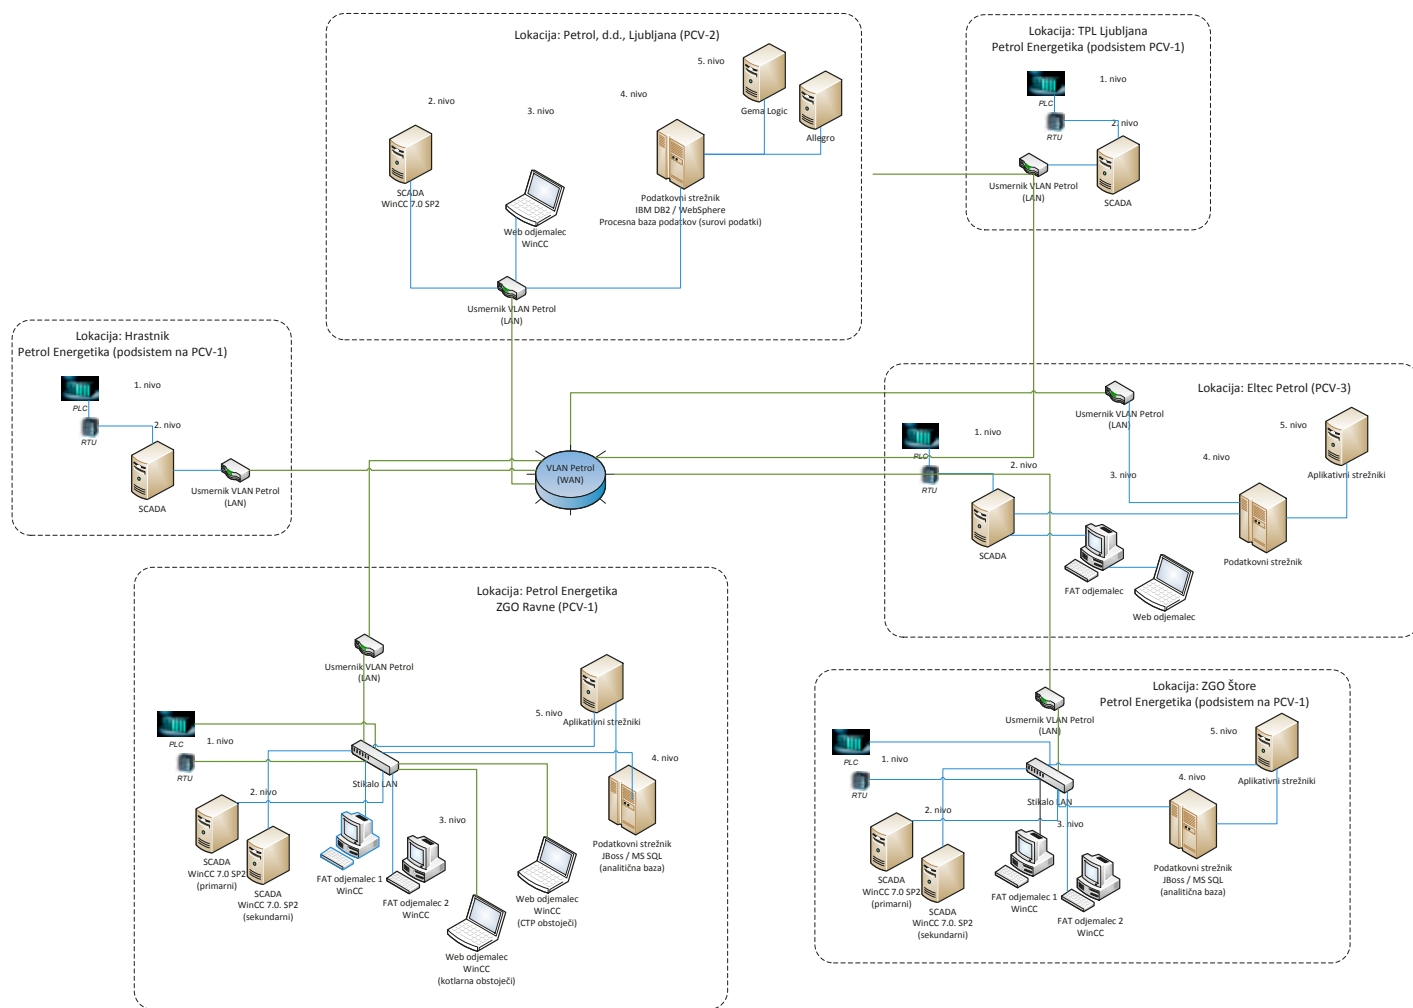 Lokacija: Petrol, d.d., Ljubljana (PCV-2)
5. nivo
4. nivo
2. nivo
3. nivo
Gema Logic
Allegro
SCADA
WinCC 7.0 SP2
Web odjemalec
WinCC
Podatkovni strežnik
IBM DB2 / WebSphere
Procesna baza podatkov (surovi podatki)
Usmernik VLAN Petrol
(LAN)
Lokacija: TPL Ljubljana
Petrol Energetika (podsistem PCV-1)
1. nivo
PLC
2. nivo
RTU
Usmernik VLAN Petrol
(LAN)
SCADA
Lokacija: Hrastnik
Petrol Energetika (podsistem na PCV-1)
1. nivo
PLC
2. nivo
RTU
Usmernik VLAN Petrol
(LAN)
SCADA
VLAN Petrol
(WAN)
Lokacija: Eltec Petrol (PCV-3)
Usmernik VLAN Petrol
(LAN)
1. nivo
5. nivo
PLC
4. nivo
2. nivo
3. nivo
RTU
Aplikativni strežniki
SCADA
Podatkovni strežnik
FAT odjemalec
Web odjemalec
Lokacija: Petrol Energetika
ZGO Ravne (PCV-1)
Usmernik VLAN Petrol
(LAN)
5. nivo
Aplikativni strežniki
PLC
1. nivo
4. nivo
RTU
Stikalo LAN
2. nivo
3. nivo
SCADA
WinCC 7.0 SP2
(primarni)
SCADA
WinCC 7.0. SP2
(sekundarni)
FAT odjemalec 1
WinCC
FAT odjemalec 2
WinCC
Podatkovni strežnik
JBoss / MS SQL
(analitična baza)
Web odjemalec
WinCC
(CTP obstoječi)
Web odjemalec
WinCC
(kotlarna obstoječi)
Lokacija: ZGO Štore
Petrol Energetika (podsistem na PCV-1)
Usmernik VLAN Petrol
(LAN)
5. nivo
PLC
1. nivo
4. nivo
Aplikativni strežniki
RTU
Stikalo LAN
2. nivo
3. nivo
SCADA
WinCC 7.0 SP2
(primarni)
SCADA
WinCC 7.0. SP2
(sekundarni)
FAT odjemalec 1
WinCC
FAT odjemalec 2
WinCC
Podatkovni strežnik
JBoss / MS SQL
(analitična baza)